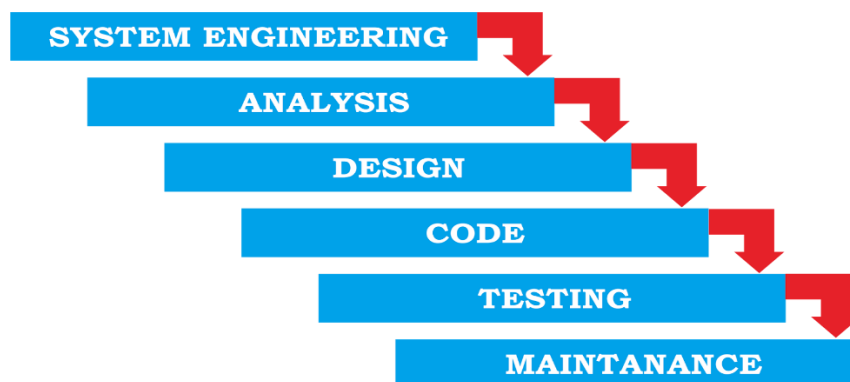 SYSTEM ENGINEERING
ANALYSIS
DESIGN
CODE
TESTING
MAINTANANCE